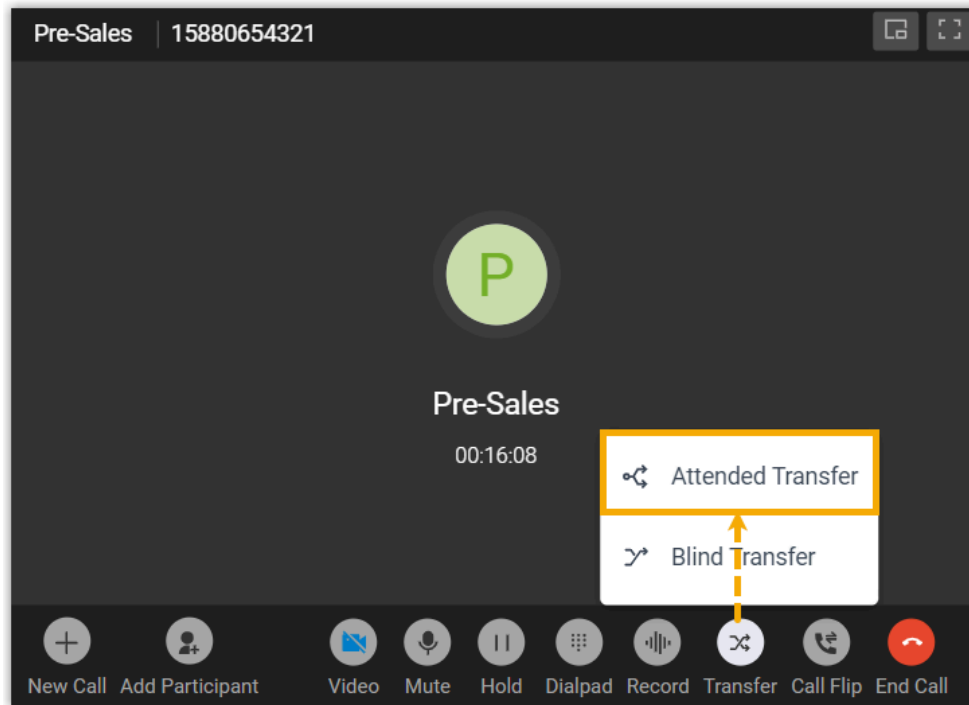 Pre-Sales 15880654321
P
Pre-Sales
00:16:08
Attended Transfer
Blind Transfer
New Call Add Participant Video Mute Hold Dialpad Record Transfer Call Flip End Call